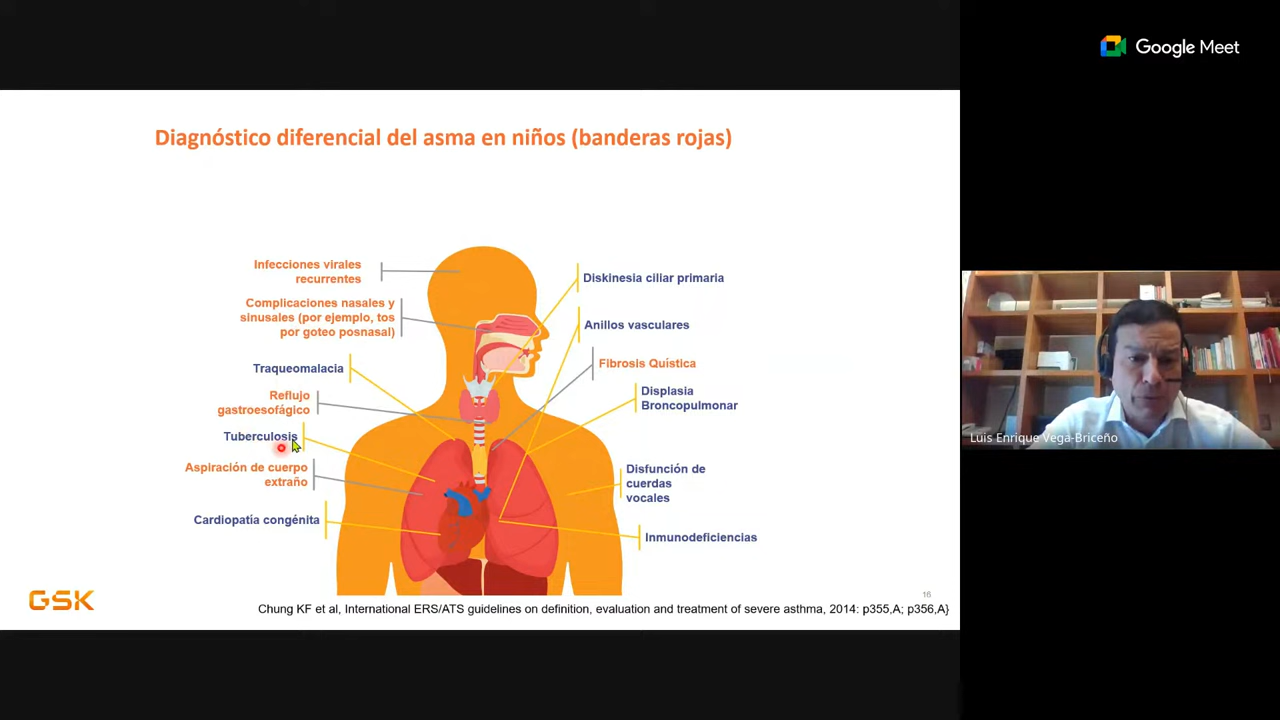 Google Meet
Diagnóstico diferencial del asma en niños (banderas rojas)
Infecciones virales
recurrentes
Complicaciones nasales y
sinusales (por ejemplo, tos
por goteo posnasal)
Traqueomalacia
Reflujo
gastroesofágico
Tuberculosis
Aspiración de cuerpo
extraño
Cardiopatía congénita
Diskinesia ciliar primaria
Anillos vasculares
Fibrosis Quística
Displasia
Broncopulmonar
Disfunción de
cuerdas
vocales
Inmunodeficiencias
Luis Enrique Vega-Briceño
GSK
16
Chung KF et al, International ERS/ATS guidelines on definition, evaluation and treatment of severe asthma, 2014: p355,A; p356,A}